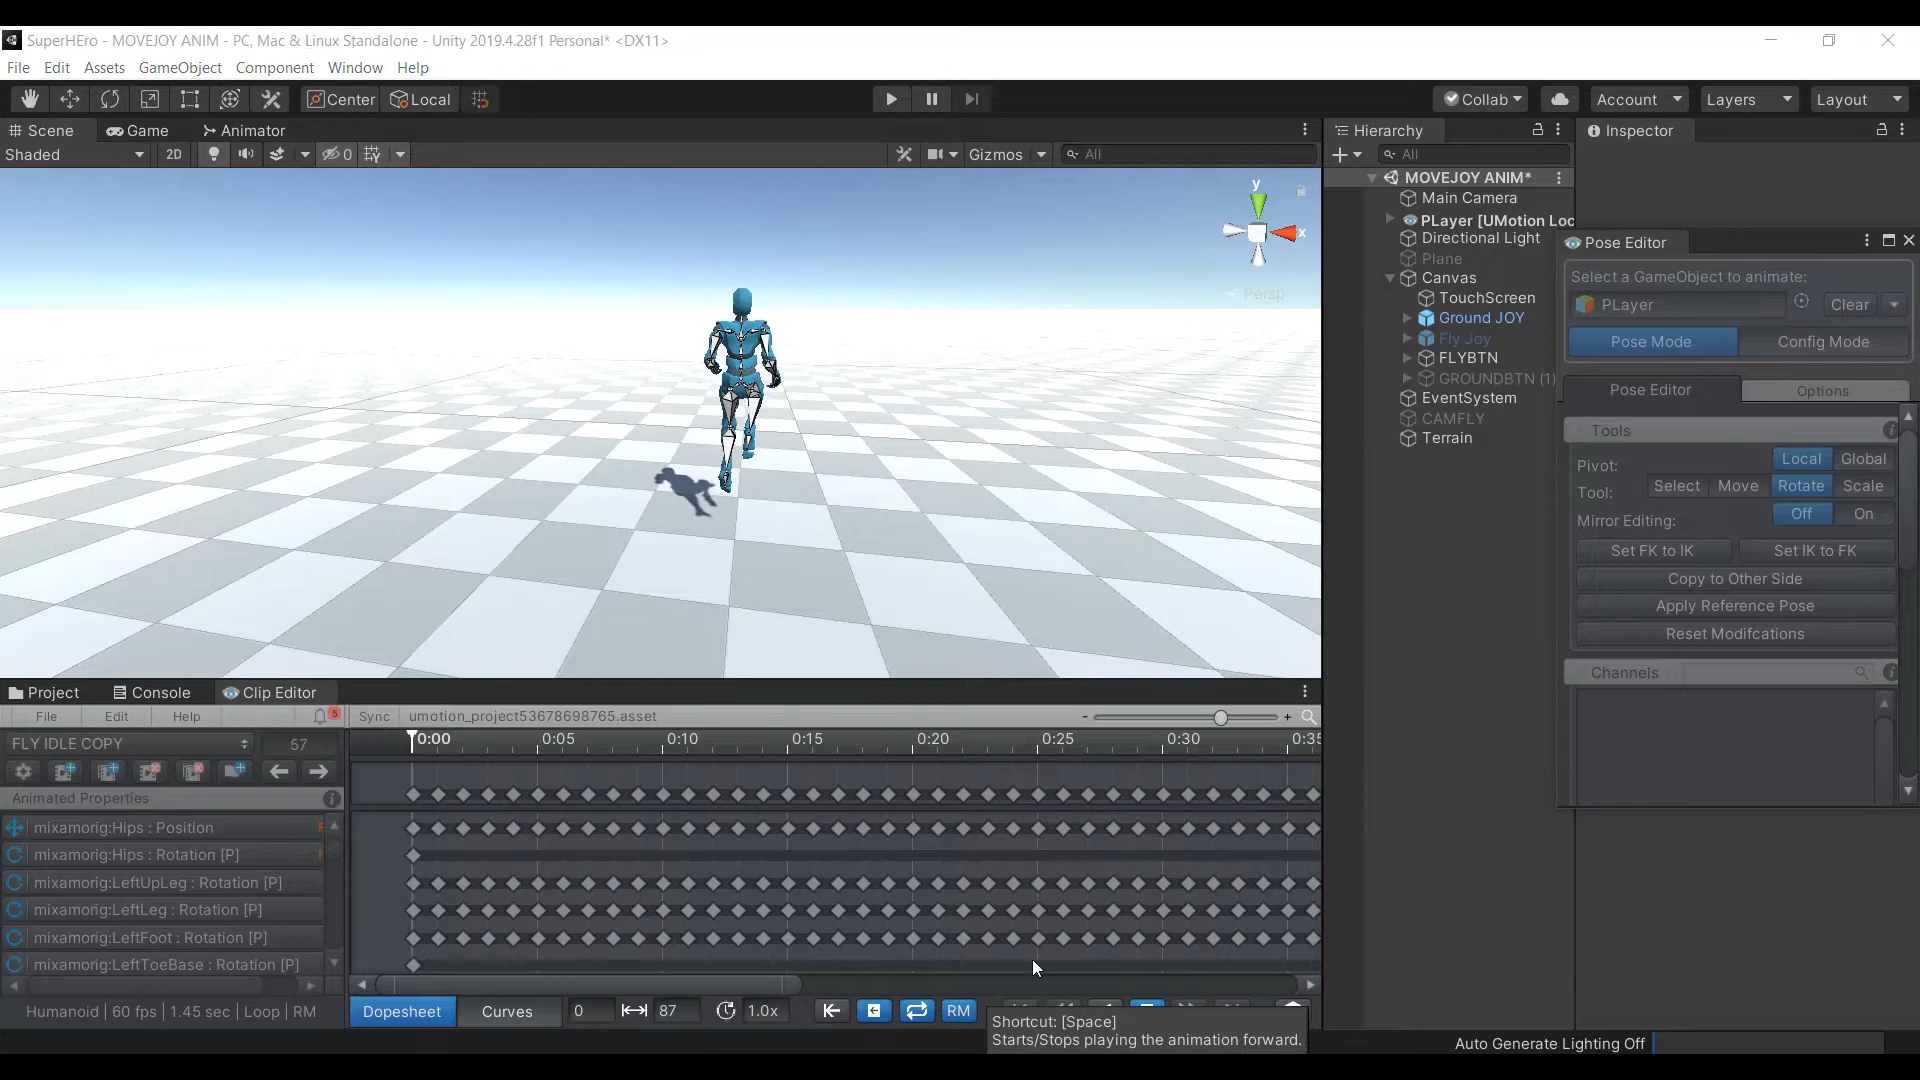 SuperHEro - MOVEJOY ANIM - PC, Mac & Linux Standalone - Unity 2019.4.28f1 Personal* <DX11>
File Edit Assets GameObject Component Window Help
Center Local Collab Account Layers Layout
Scene Game Animator
Shaded 2D 0 Gizmos All
y
x
Persp
Hierarchy
All
MOVEJOY ANIM*
Main Camera
PLayer [UMotion Loc
Directional Light
Plane
Canvas
TouchScreen
Ground JOY
Fly Joy
FLYBTN
GROUNDBTN (1)
EventSystem
CAMFLY
Terrain
Inspector
Pose Editor
Select a GameObject to animate:
PLayer Clear
Pose Mode Config Mode
Pose Editor Options
Tools
Pivot: Local Global
Tool: Select Move Rotate Scale
Mirror Editing: Off On
Set FK to IK Set IK to FK
Copy to Other Side
Apply Reference Pose
Reset Modifcations
Channels
Project Console Clip Editor
File Edit Help 5 Sync umotion_project53678698765.asset - +
FLY IDLE COPY 57
0:00 0:05 0:10 0:15 0:20 0:25 0:30 0:35
Animated Properties
mixamorig:Hips : Position
mixamorig:Hips : Rotation [P]
mixamorig:LeftUpLeg : Rotation [P]
mixamorig:LeftLeg : Rotation [P]
mixamorig:LeftFoot : Rotation [P]
mixamorig:LeftToeBase : Rotation [P]
Humanoid | 60 fps | 1.45 sec | Loop | RM
Dopesheet Curves 0 87 1.0x RM
Shortcut: [Space]
Starts/Stops playing the animation forward.
Auto Generate Lighting Off